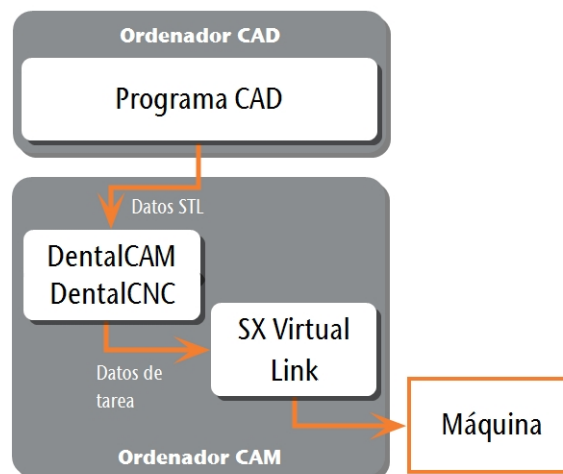 Ordenador CAD
Programa CAD
Datos STL
DentalCAM
DentalCNC
SX Virtual
Link
Datos de
tarea
Máquina
Ordenador CAM